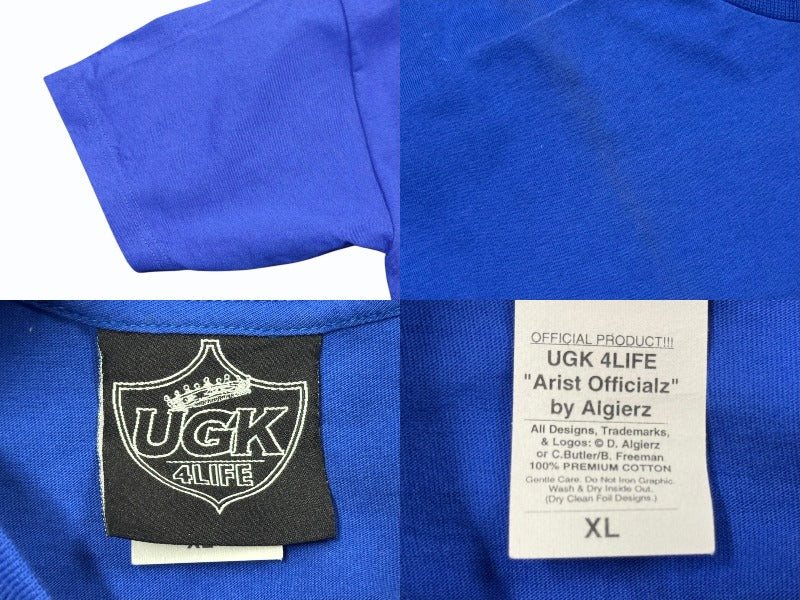 UGK
4LIFE
XL
OFFICIAL PRODUCT!!!
UGK 4LIFE
"Arist Officialz"
by Algierz
All Designs, Trademarks,
& Logos: © D. Algierz
or C.Butler/B. Freeman
100% PREMIUM COTTON
Gentle Care. Do Not Iron Graphic.
Wash & Dry Inside Out.
(Dry Clean Foil Designs.)
XL